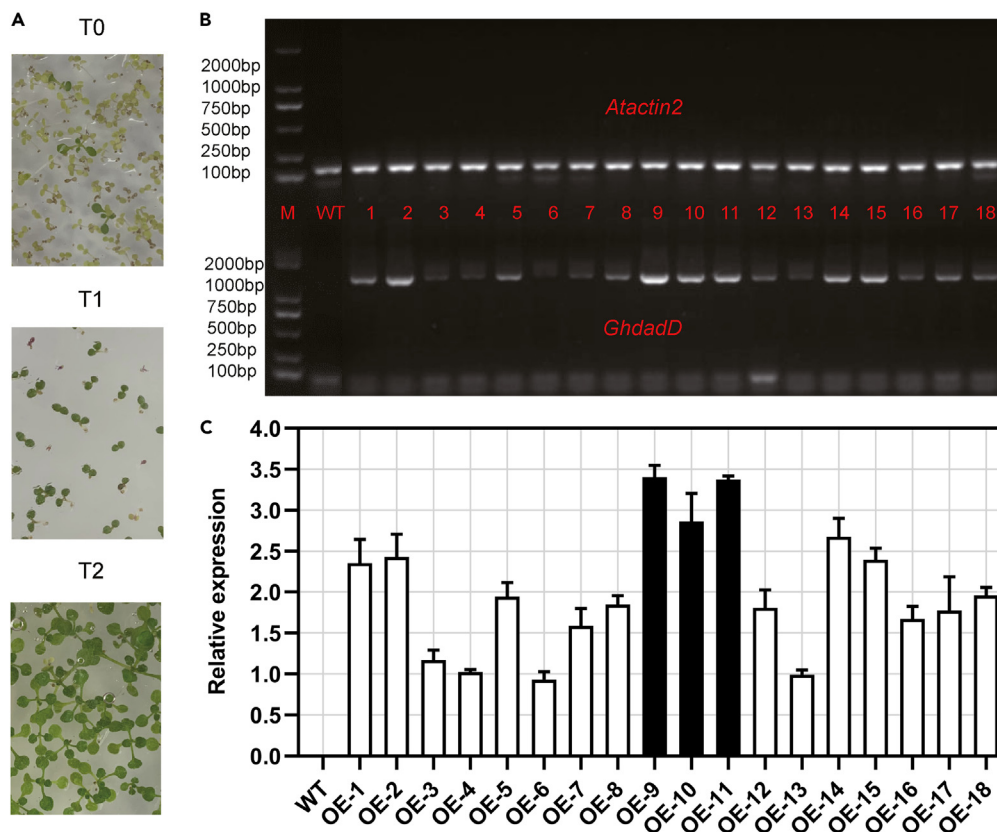 A
T0
T1
T2
B
2000bp
1000bp
750bp
500bp
250bp
100bp
Atactin2
M WT 1 2 3 4 5 6 7 8 9 10 11 12 13 14 15 16 17 18
2000bp
1000bp
750bp
500bp
250bp
100bp
GhdadD
C
Relative expression
4.0
3.5
3.0
2.5
2.0
1.5
1.0
0.5
0.0
WT
OE-1
OE-2
OE-3
OE-4
OE-5
OE-6
OE-7
OE-8
OE-9
OE-10
OE-11
OE-12
OE-13
OE-14
OE-15
OE-16
OE-17
OE-18